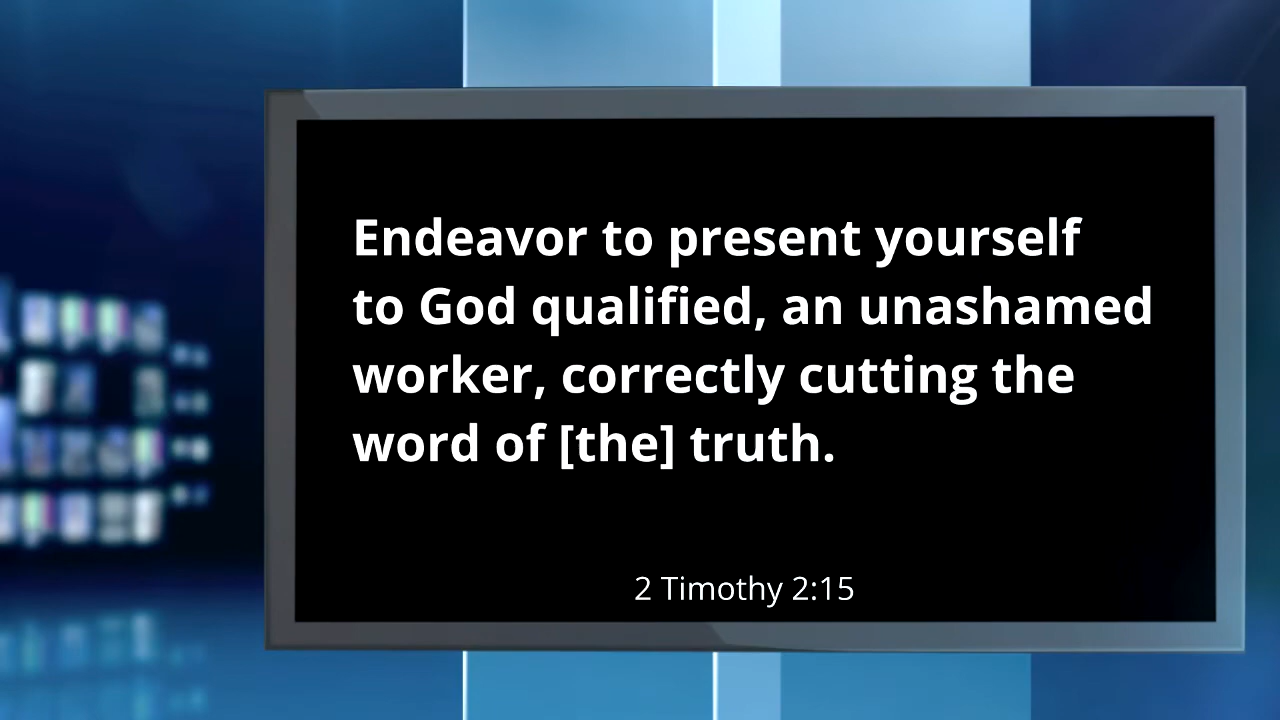 Endeavor to present yourself
to God qualified, an unashamed
worker, correctly cutting the
word of [the] truth.
2 Timothy 2:15